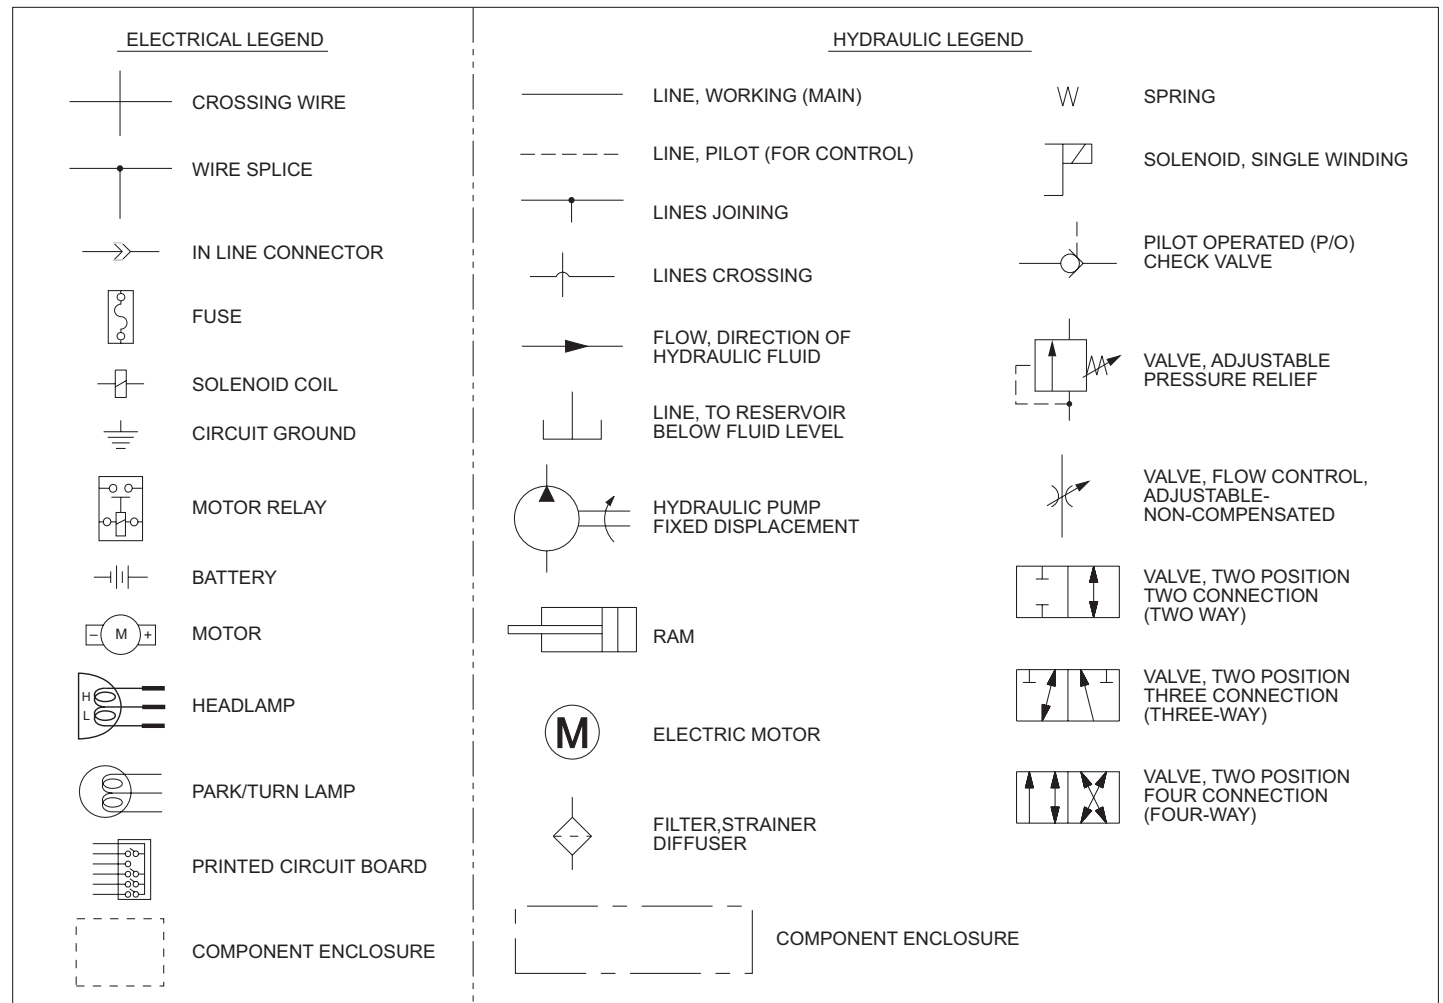 ELECTRICAL LEGEND
CROSSING WIRE
WIRE SPLICE
IN LINE CONNECTOR
FUSE
SOLENOID COIL
CIRCUIT GROUND
MOTOR RELAY
BATTERY
– M +
MOTOR
H
L
HEADLAMP
PARK/TURN LAMP
PRINTED CIRCUIT BOARD
COMPONENT ENCLOSURE
HYDRAULIC LEGEND
LINE, WORKING (MAIN)
LINE, PILOT (FOR CONTROL)
LINES JOINING
LINES CROSSING
FLOW, DIRECTION OF
HYDRAULIC FLUID
LINE, TO RESERVOIR
BELOW FLUID LEVEL
HYDRAULIC PUMP
FIXED DISPLACEMENT
RAM
M
ELECTRIC MOTOR
FILTER,STRAINER
DIFFUSER
COMPONENT ENCLOSURE
SPRING
SOLENOID, SINGLE WINDING
PILOT OPERATED (P/O)
CHECK VALVE
VALVE, ADJUSTABLE
PRESSURE RELIEF
VALVE, FLOW CONTROL,
ADJUSTABLE-
NON-COMPENSATED
VALVE, TWO POSITION
TWO CONNECTION
(TWO WAY)
VALVE, TWO POSITION
THREE CONNECTION
(THREE-WAY)
VALVE, TWO POSITION
FOUR CONNECTION
(FOUR-WAY)